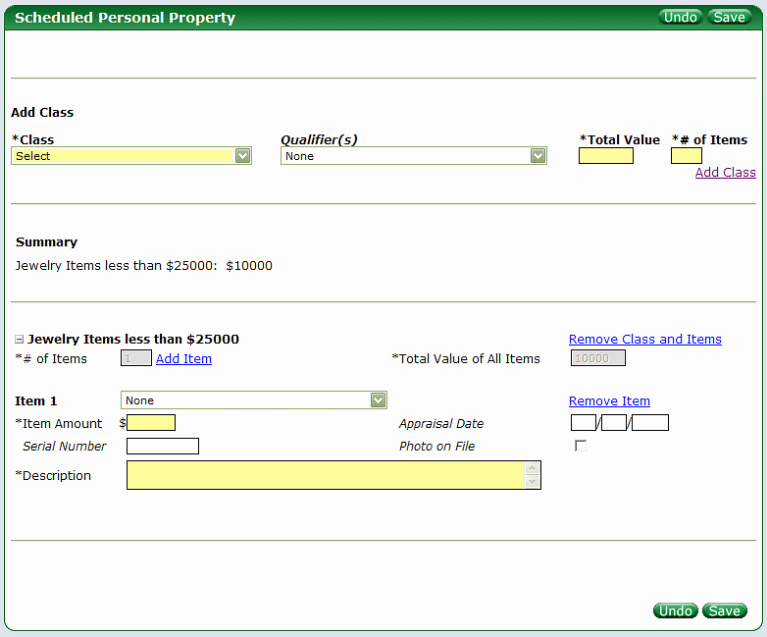 Scheduled Personal Property Undo Save
Add Class
*Class Qualifier(s) *Total Value *# of Items
Select None
Add Class
Summary
Jewelry Items less than $25000: $10000
Jewelry Items less than $25000 Remove Class and Items
*# of Items 1 Add Item *Total Value of All Items 10000
Item 1 None Remove Item
*Item Amount $ Appraisal Date / /
Serial Number Photo on File
*Description
Undo Save